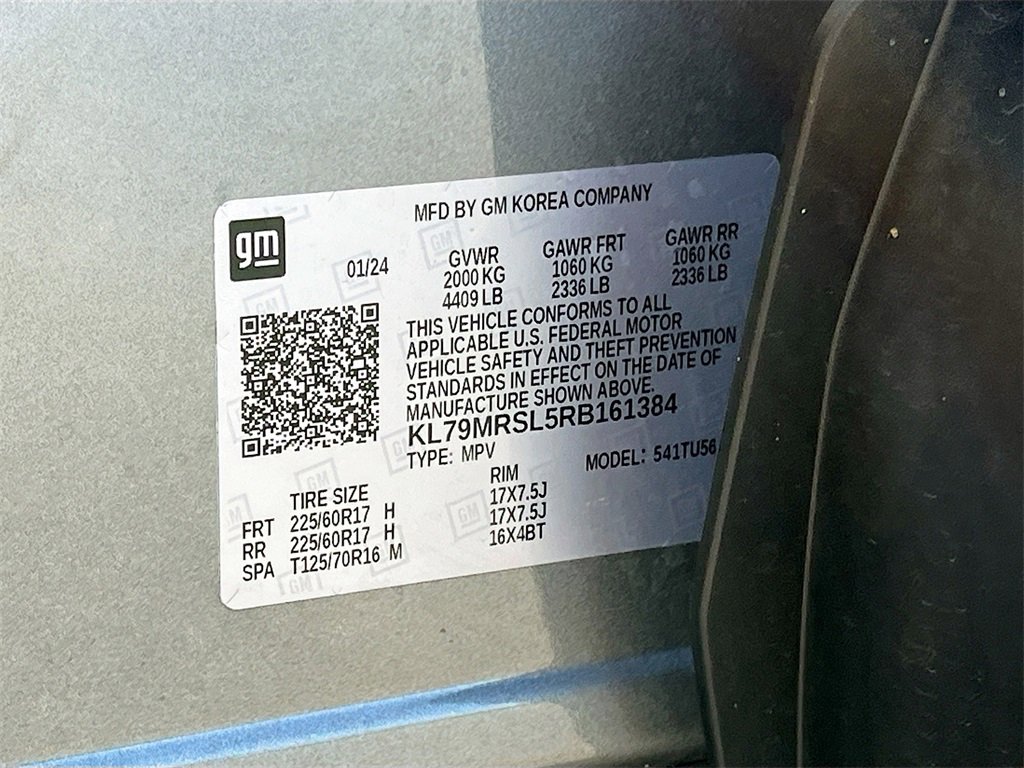 MFD BY GM KOREA COMPANY
gm
01/24
GVWR GAWR FRT GAWR RR
2000 KG 1060 KG 1060 KG
4409 LB 2336 LB 2336 LB
THIS VEHICLE CONFORMS TO ALL
APPLICABLE U.S. FEDERAL MOTOR
VEHICLE SAFETY AND THEFT PREVENTION
STANDARDS IN EFFECT ON THE DATE OF
MANUFACTURE SHOWN ABOVE.
KL79MRSL5RB161384
TYPE: MPV MODEL: 541TU56
TIRE SIZE RIM
FRT 225/60R17 H 17X7.5J
RR 225/60R17 H 17X7.5J
SPA T125/70R16 M 16X4BT